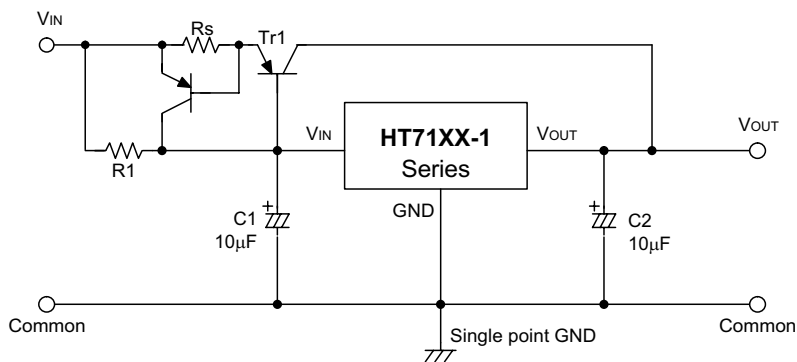 VIN
Rs
Tr1
R1
VIN
HT71XX-1
Series
VOUT
VOUT
GND
C1
10μF
C2
10μF
Common
Single point GND
Common